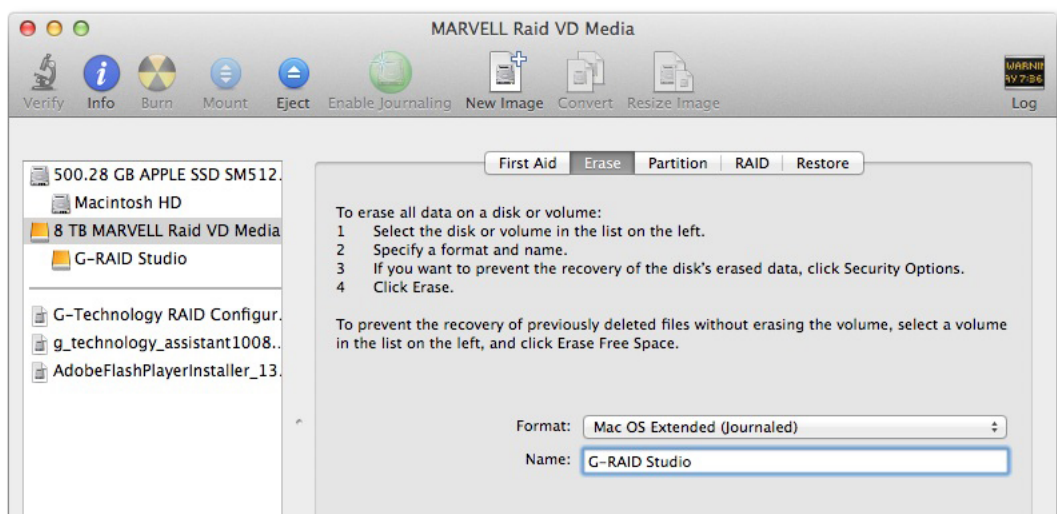 MARVELL Raid VD Media
Verify Info Burn Mount Eject Enable Journaling New Image Convert Resize Image Log
WARNIN
AY 7:36
First Aid Erase Partition RAID Restore
500.28 GB APPLE SSD SM512.
Macintosh HD
8 TB MARVELL Raid VD Media
G-RAID Studio
G-Technology RAID Configur.
g_technology_assistant1008..
AdobeFlashPlayerInstaller_13.
To erase all data on a disk or volume:
1 Select the disk or volume in the list on the left.
2 Specify a format and name.
3 If you want to prevent the recovery of the disk's erased data, click Security Options.
4 Click Erase.
To prevent the recovery of previously deleted files without erasing the volume, select a volume
in the list on the left, and click Erase Free Space.
Format: Mac OS Extended (Journaled)
Name: G-RAID Studio